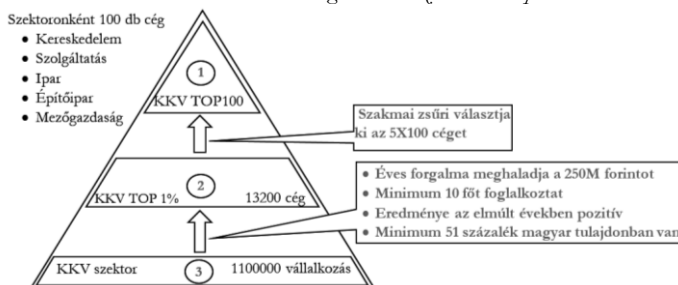 Szektoronként 100 db cég
• Kereskedelem
• Szolgáltatás
• Ipar
• Építőipar
• Mezőgazdaság
1
KKV TOP100
Szakmai zsűri választja
ki az 5X100 céget
2
KKV TOP 1% 13200 cég
• Éves forgalma meghaladja a 250M forintot
• Minimum 10 főt foglalkoztat
• Eredménye az elmúlt években pozitív
• Minimum 51 százalék magyar tulajdonban van
KKV szektor 3 1100000 vállalkozás